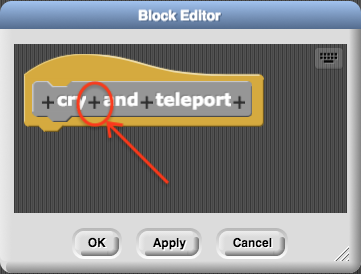 Block Editor
+ cry + and + teleport +
OK Apply Cancel